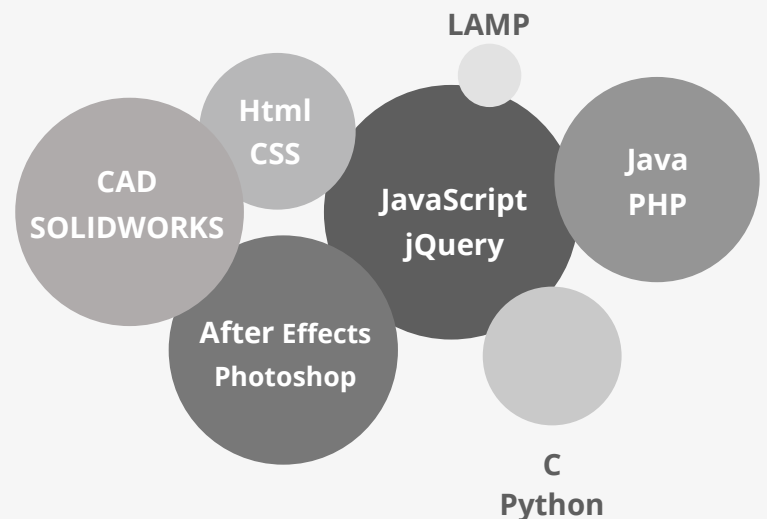 LAMP
Html
CSS
CAD
SOLIDWORKS
JavaScript
jQuery
Java
PHP
After Effects
Photoshop
C
Python